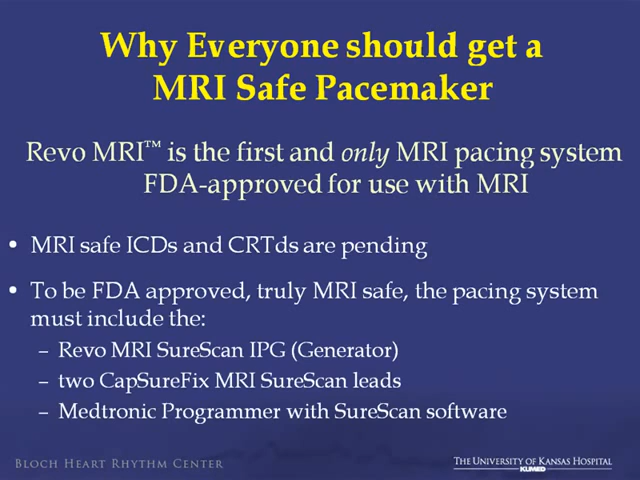 Why Everyone should get a
MRI Safe Pacemaker
Revo MRI™ is the first and only MRI pacing system
FDA-approved for use with MRI
• MRI safe ICDs and CRTds are pending
• To be FDA approved, truly MRI safe, the pacing system
must include the:
– Revo MRI SureScan IPG (Generator)
– two CapSureFix MRI SureScan leads
– Medtronic Programmer with SureScan software
Bloch Heart Rhythm Center
The University of Kansas Hospital
KUMED